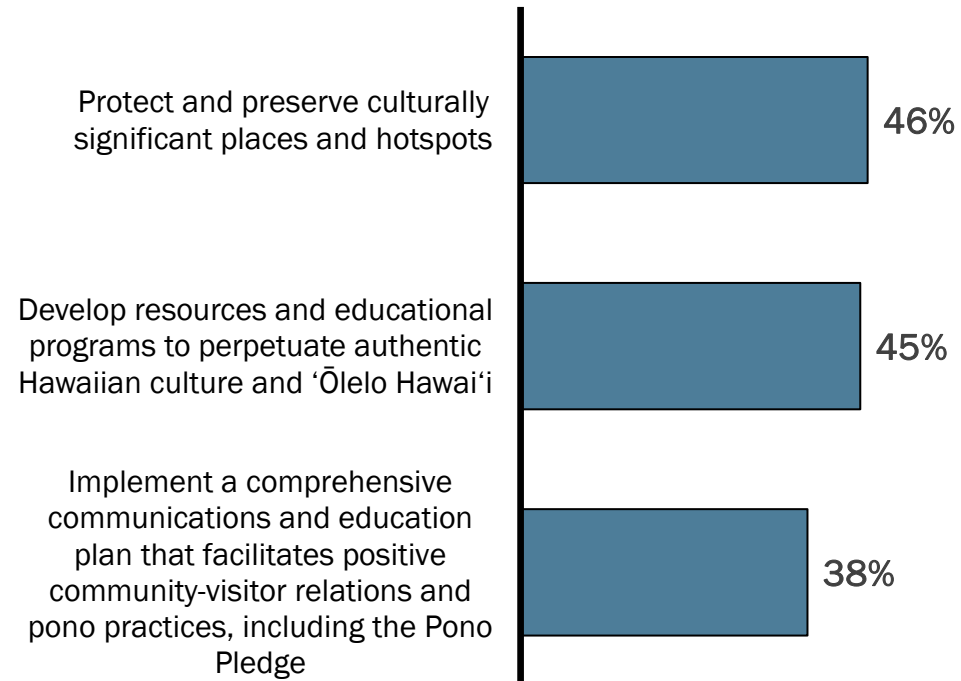 Protect and preserve culturally
significant places and hotspots
46%
Develop resources and educational
programs to perpetuate authentic
Hawaiian culture and ʻŌlelo Hawaiʻi
45%
Implement a comprehensive
communications and education
plan that facilitates positive
community-visitor relations and
pono practices, including the Pono
Pledge
38%